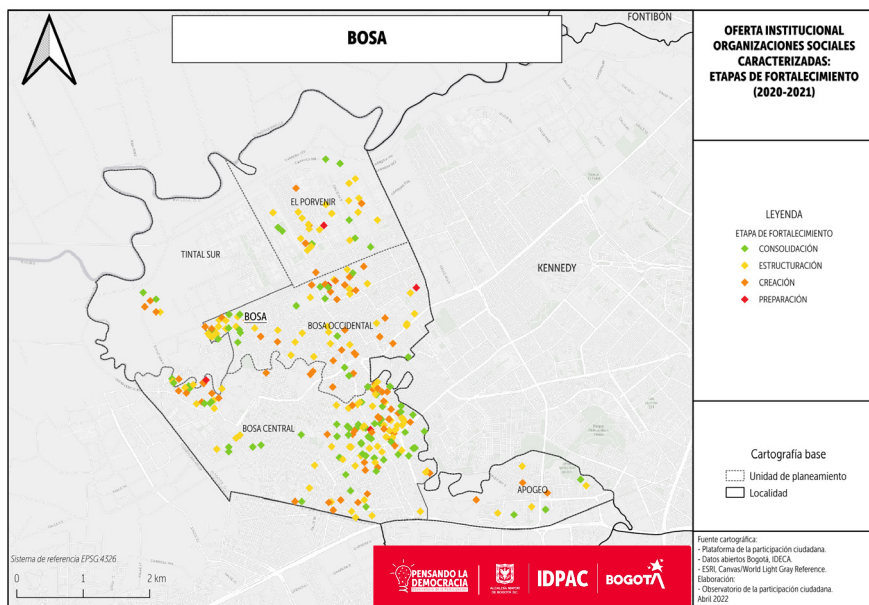 BOSA
FONTIBÓN
OFERTA INSTITUCIONAL
ORGANIZACIONES SOCIALES
CARACTERIZADAS:
ETAPAS DE FORTALECIMIENTO
(2020-2021)
LEYENDA
ETAPA DE FORTALECIMIENTO
CONSOLIDACIÓN
ESTRUCTURACIÓN
CREACIÓN
PREPARACIÓN
EL PORVENIR
TINTAL SUR
KENNEDY
BOSA
BOSA OCCIDENTAL
BOSA CENTRAL
APOGEO
Cartografía base
Unidad de planeamiento
Localidad
Sistema de referencia EPSG:4326
0 1 2 km
PENSANDO LA
DEMOCRACIA
ALCALDÍA MAYOR
DE BOGOTÁ D.C.
IDPAC
BOGOTÁ
Fuente cartográfica:
- Plataforma de la participación ciudadana.
- Datos abiertos Bogotá, IDECA.
- ESRI, Canvas/World Light Gray Reference.
Elaboración:
- Observatorio de la participación ciudadana.
Abril 2022